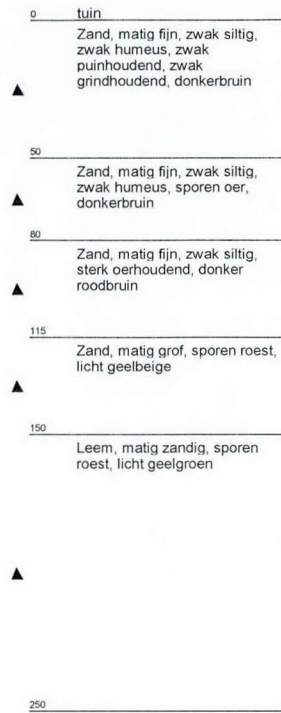 0 tuin
Zand, matig fijn, zwak siltig,
zwak humeus, zwak
puinhoudend, zwak
grindhoudend, donkerbruin
50
Zand, matig fijn, zwak siltig,
zwak humeus, sporen oer,
donkerbruin
80
Zand, matig fijn, zwak siltig,
sterk oerhoudend, donker
roodbruin
115
Zand, matig grof, sporen roest,
licht geelbeige
150
Leem, matig zandig, sporen
roest, licht geelgroen
250